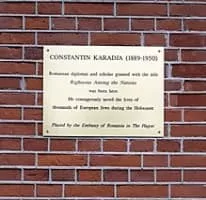 CONSTANTIN KARADJA (1889-1950)
Romanian diplomat and scholar granted with the title
Righteous Among the Nations
was born here.
He courageously saved the lives of
thousands of European Jews during the Holocaust
Placed by the Embassy of Romania in The Hague